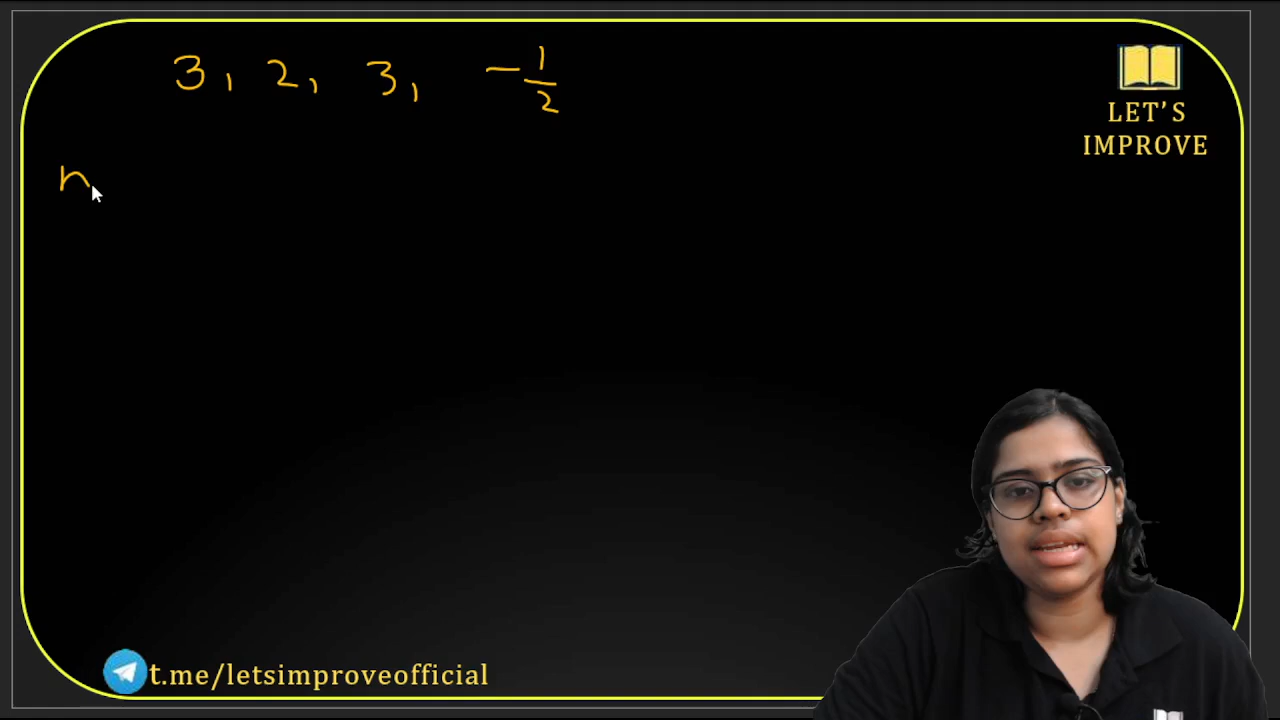 3, 2, 3, -1/2
n
LET'S
IMPROVE
t.me/letsimproveofficial